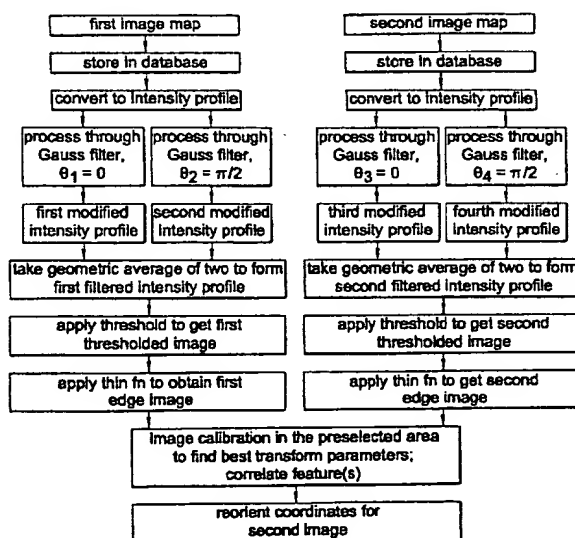 first image map
store in database
convert to intensity profile
process through
Gauss filter,
θ1 = 0
process through
Gauss filter,
θ2 = π/2
first modified
intensity profile
second modified
intensity profile
take geometric average of two to form
first filtered intensity profile
apply threshold to get first
thresholded image
apply thin fn to obtain first
edge image
second image map
store in database
convert to intensity profile
process through
Gauss filter,
θ3 = 0
process through
Gauss filter,
θ4 = π/2
third modified
intensity profile
fourth modified
intensity profile
take geometric average of two to form
second filtered intensity profile
apply threshold to get second
thresholded image
apply thin fn to get second
edge image
image calibration in the preselected area
to find best transform parameters;
correlate feature(s)
reorient coordinates for
second image